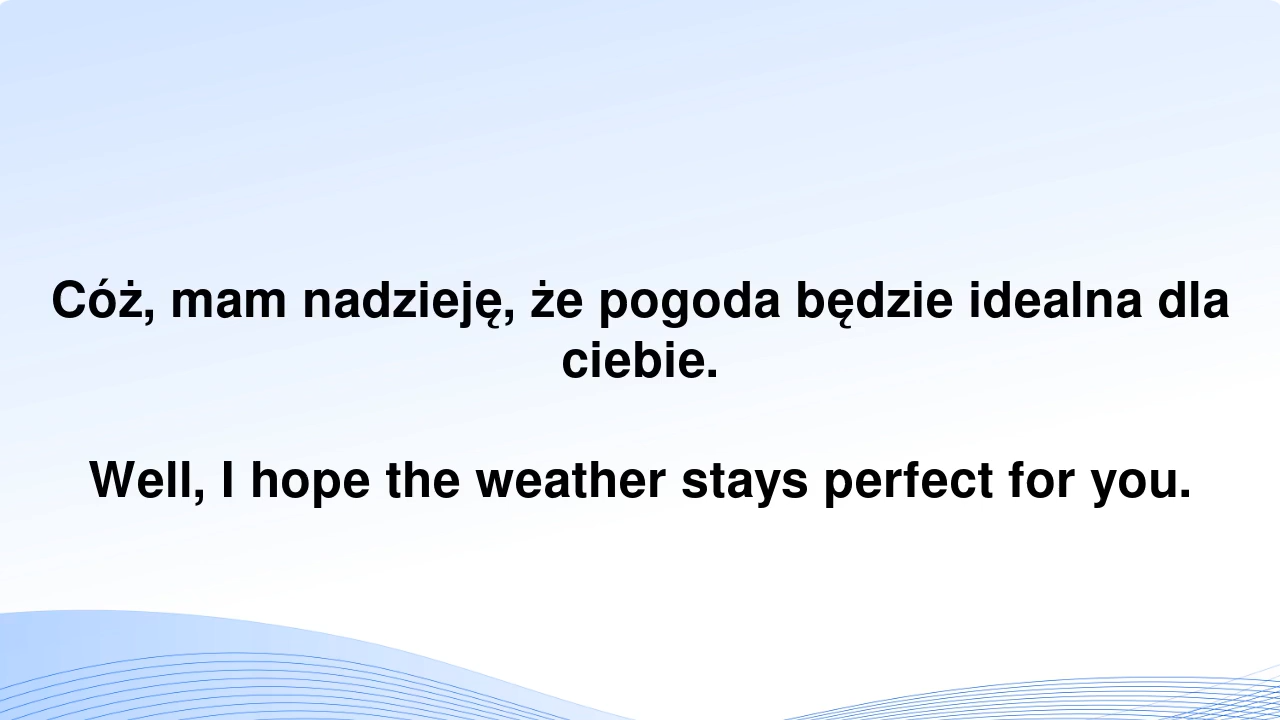 Cóż, mam nadzieję, że pogoda będzie idealna dla
ciebie.
Well, I hope the weather stays perfect for you.